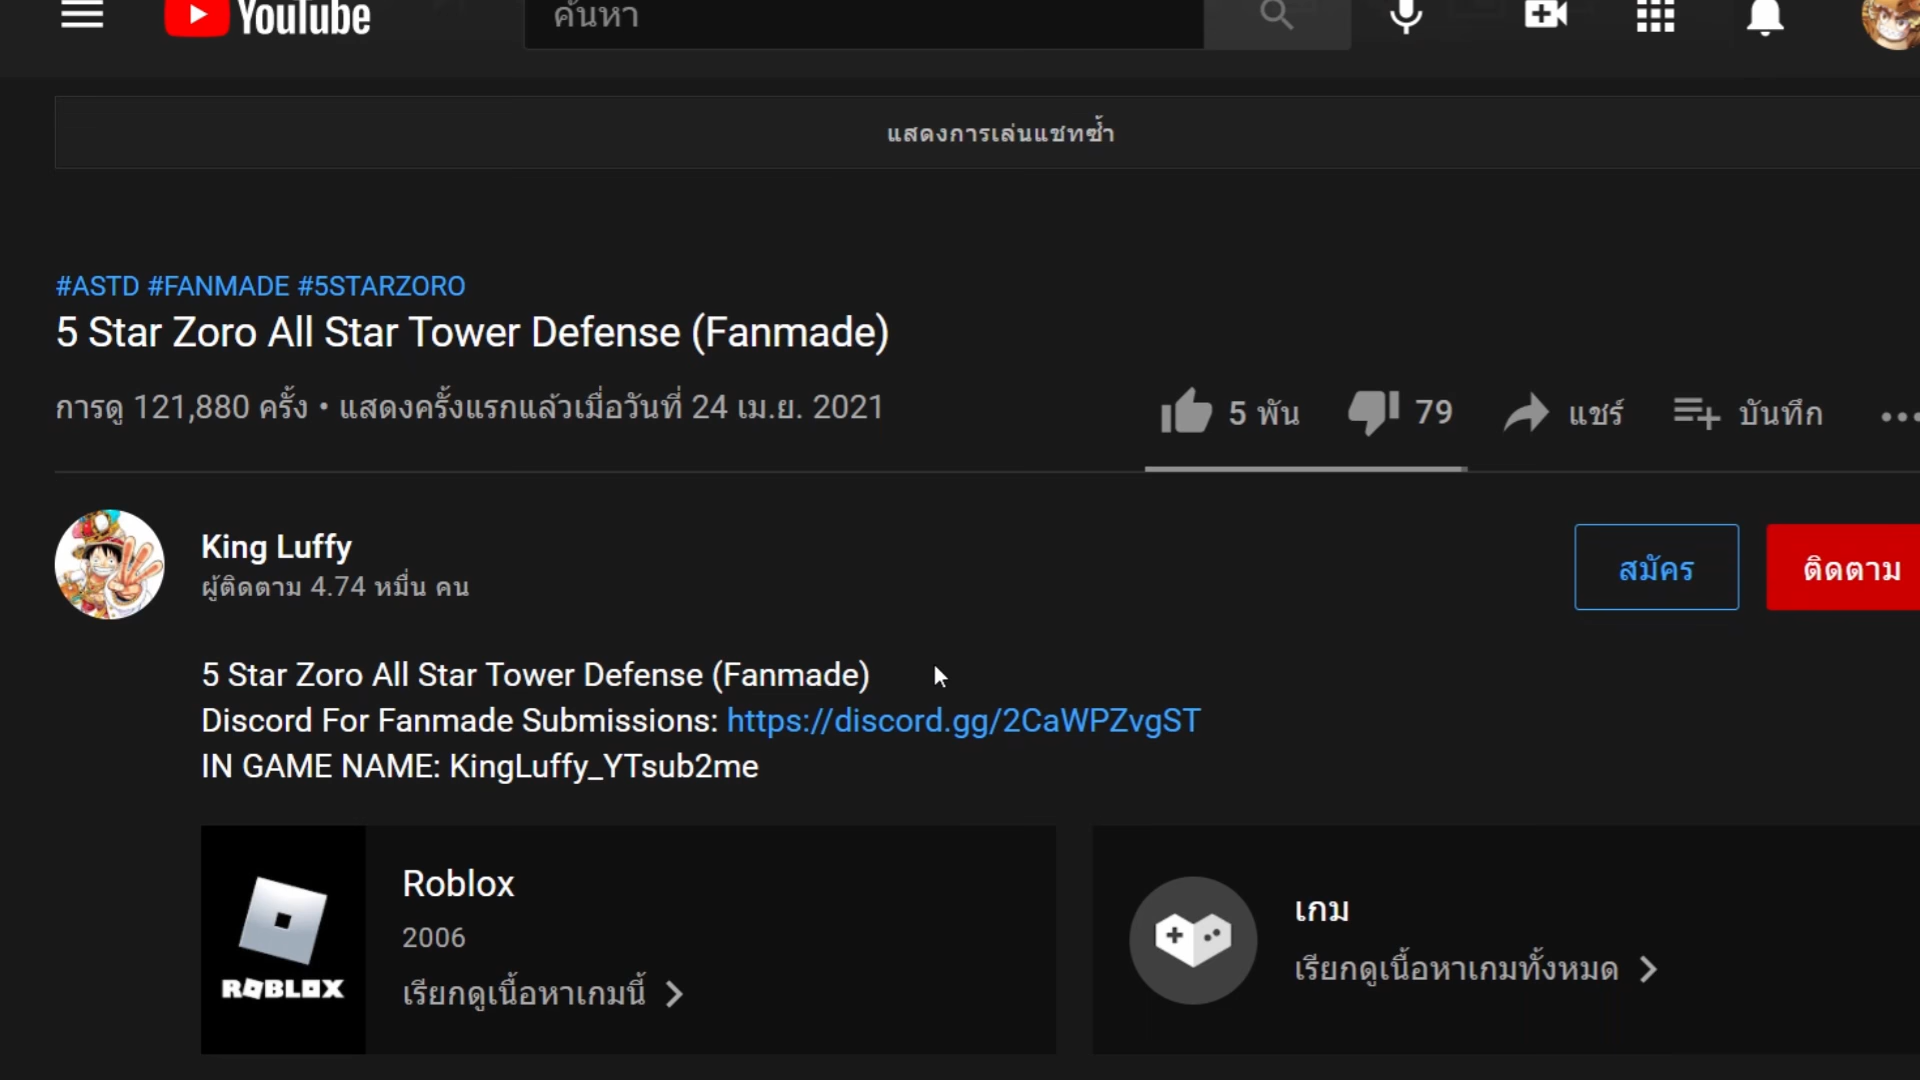 YouTube
ค้นหา
แสดงการเล่นแชทซ้ำ
#ASTD #FANMADE #5STARZORO
5 Star Zoro All Star Tower Defense (Fanmade)
การดู 121,880 ครั้ง • แสดงครั้งแรกแล้วเมื่อวันที่ 24 เม.ย. 2021
5 พัน 79 แชร์ บันทึก
King Luffy
ผู้ติดตาม 4.74 หมื่น คน
สมัคร ติดตาม
5 Star Zoro All Star Tower Defense (Fanmade)
Discord For Fanmade Submissions: https://discord.gg/2CaWPZvgST
IN GAME NAME: KingLuffy_YTsub2me
ROBLOX
Roblox
2006
เรียกดูเนื้อหาเกมนี้
เกม
เรียกดูเนื้อหาเกมทั้งหมด